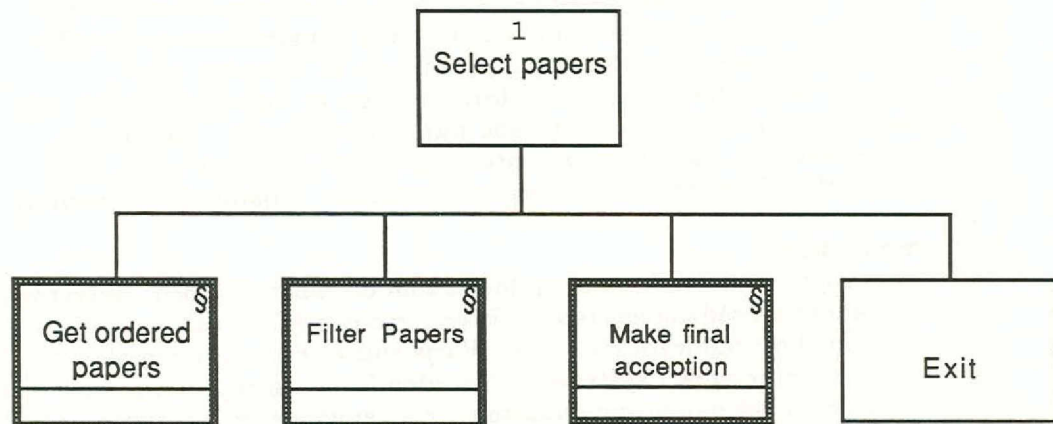 1
Select papers
§
Get ordered
papers
§
Filter Papers
§
Make final
acception
Exit